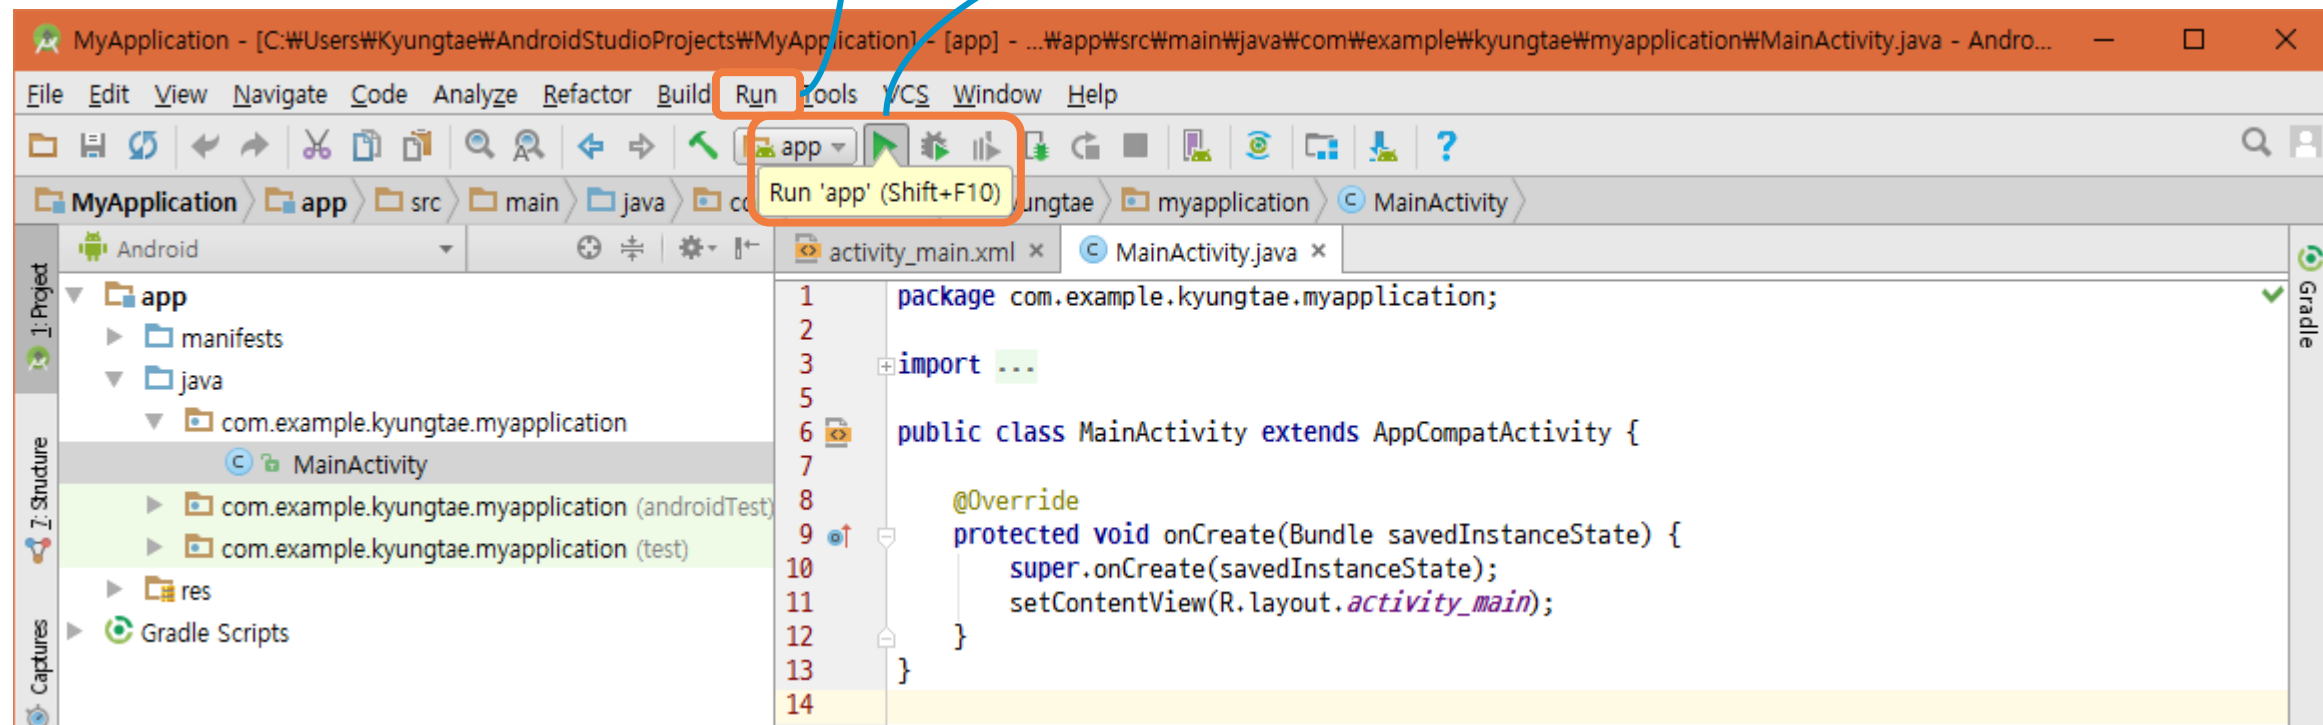 MyApplication - [C:₩Users₩Kyungtae₩AndroidStudioProjects₩MyApplication] - [app] - ...₩app₩src₩main₩java₩com₩example₩kyungtae₩myapplication₩MainActivity.java - Andro...
File Edit View Navigate Code Analyze Refactor Build Run Tools VCS Window Help
app
Run 'app' (Shift+F10)
MyApplication app src main java co ungtae myapplication MainActivity
Android
activity_main.xml MainActivity.java
1: Project
7: Structure
Captures
app
manifests
java
com.example.kyungtae.myapplication
MainActivity
com.example.kyungtae.myapplication (androidTest)
com.example.kyungtae.myapplication (test)
res
Gradle Scripts
1 package com.example.kyungtae.myapplication;
2
3 import ...
5
6 public class MainActivity extends AppCompatActivity {
7
8 @Override
9 protected void onCreate(Bundle savedInstanceState) {
10 super.onCreate(savedInstanceState);
11 setContentView(R.layout.activity_main);
12 }
13 }
14
Gradle